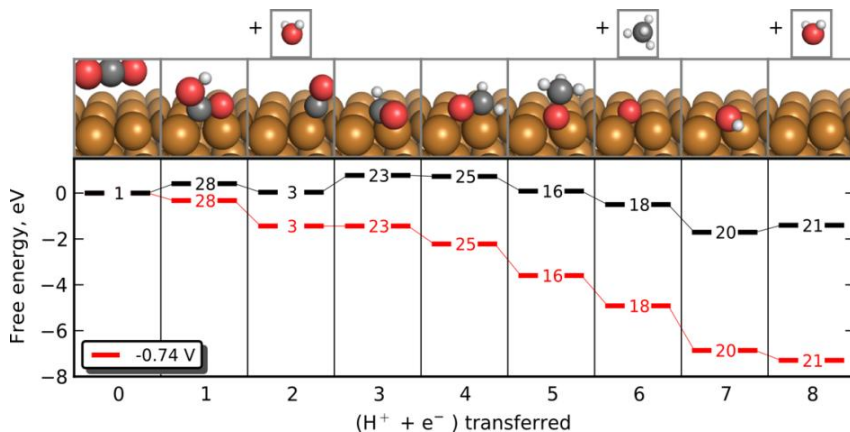 + + +
Free energy, eV
0
−2
−4
−6
−8
1 28 3 23 25 16 18 20 21
28 3 23 25 16 18 20 21
-0.74 V
0 1 2 3 4 5 6 7 8
(H⁺ + e⁻ ) transferred